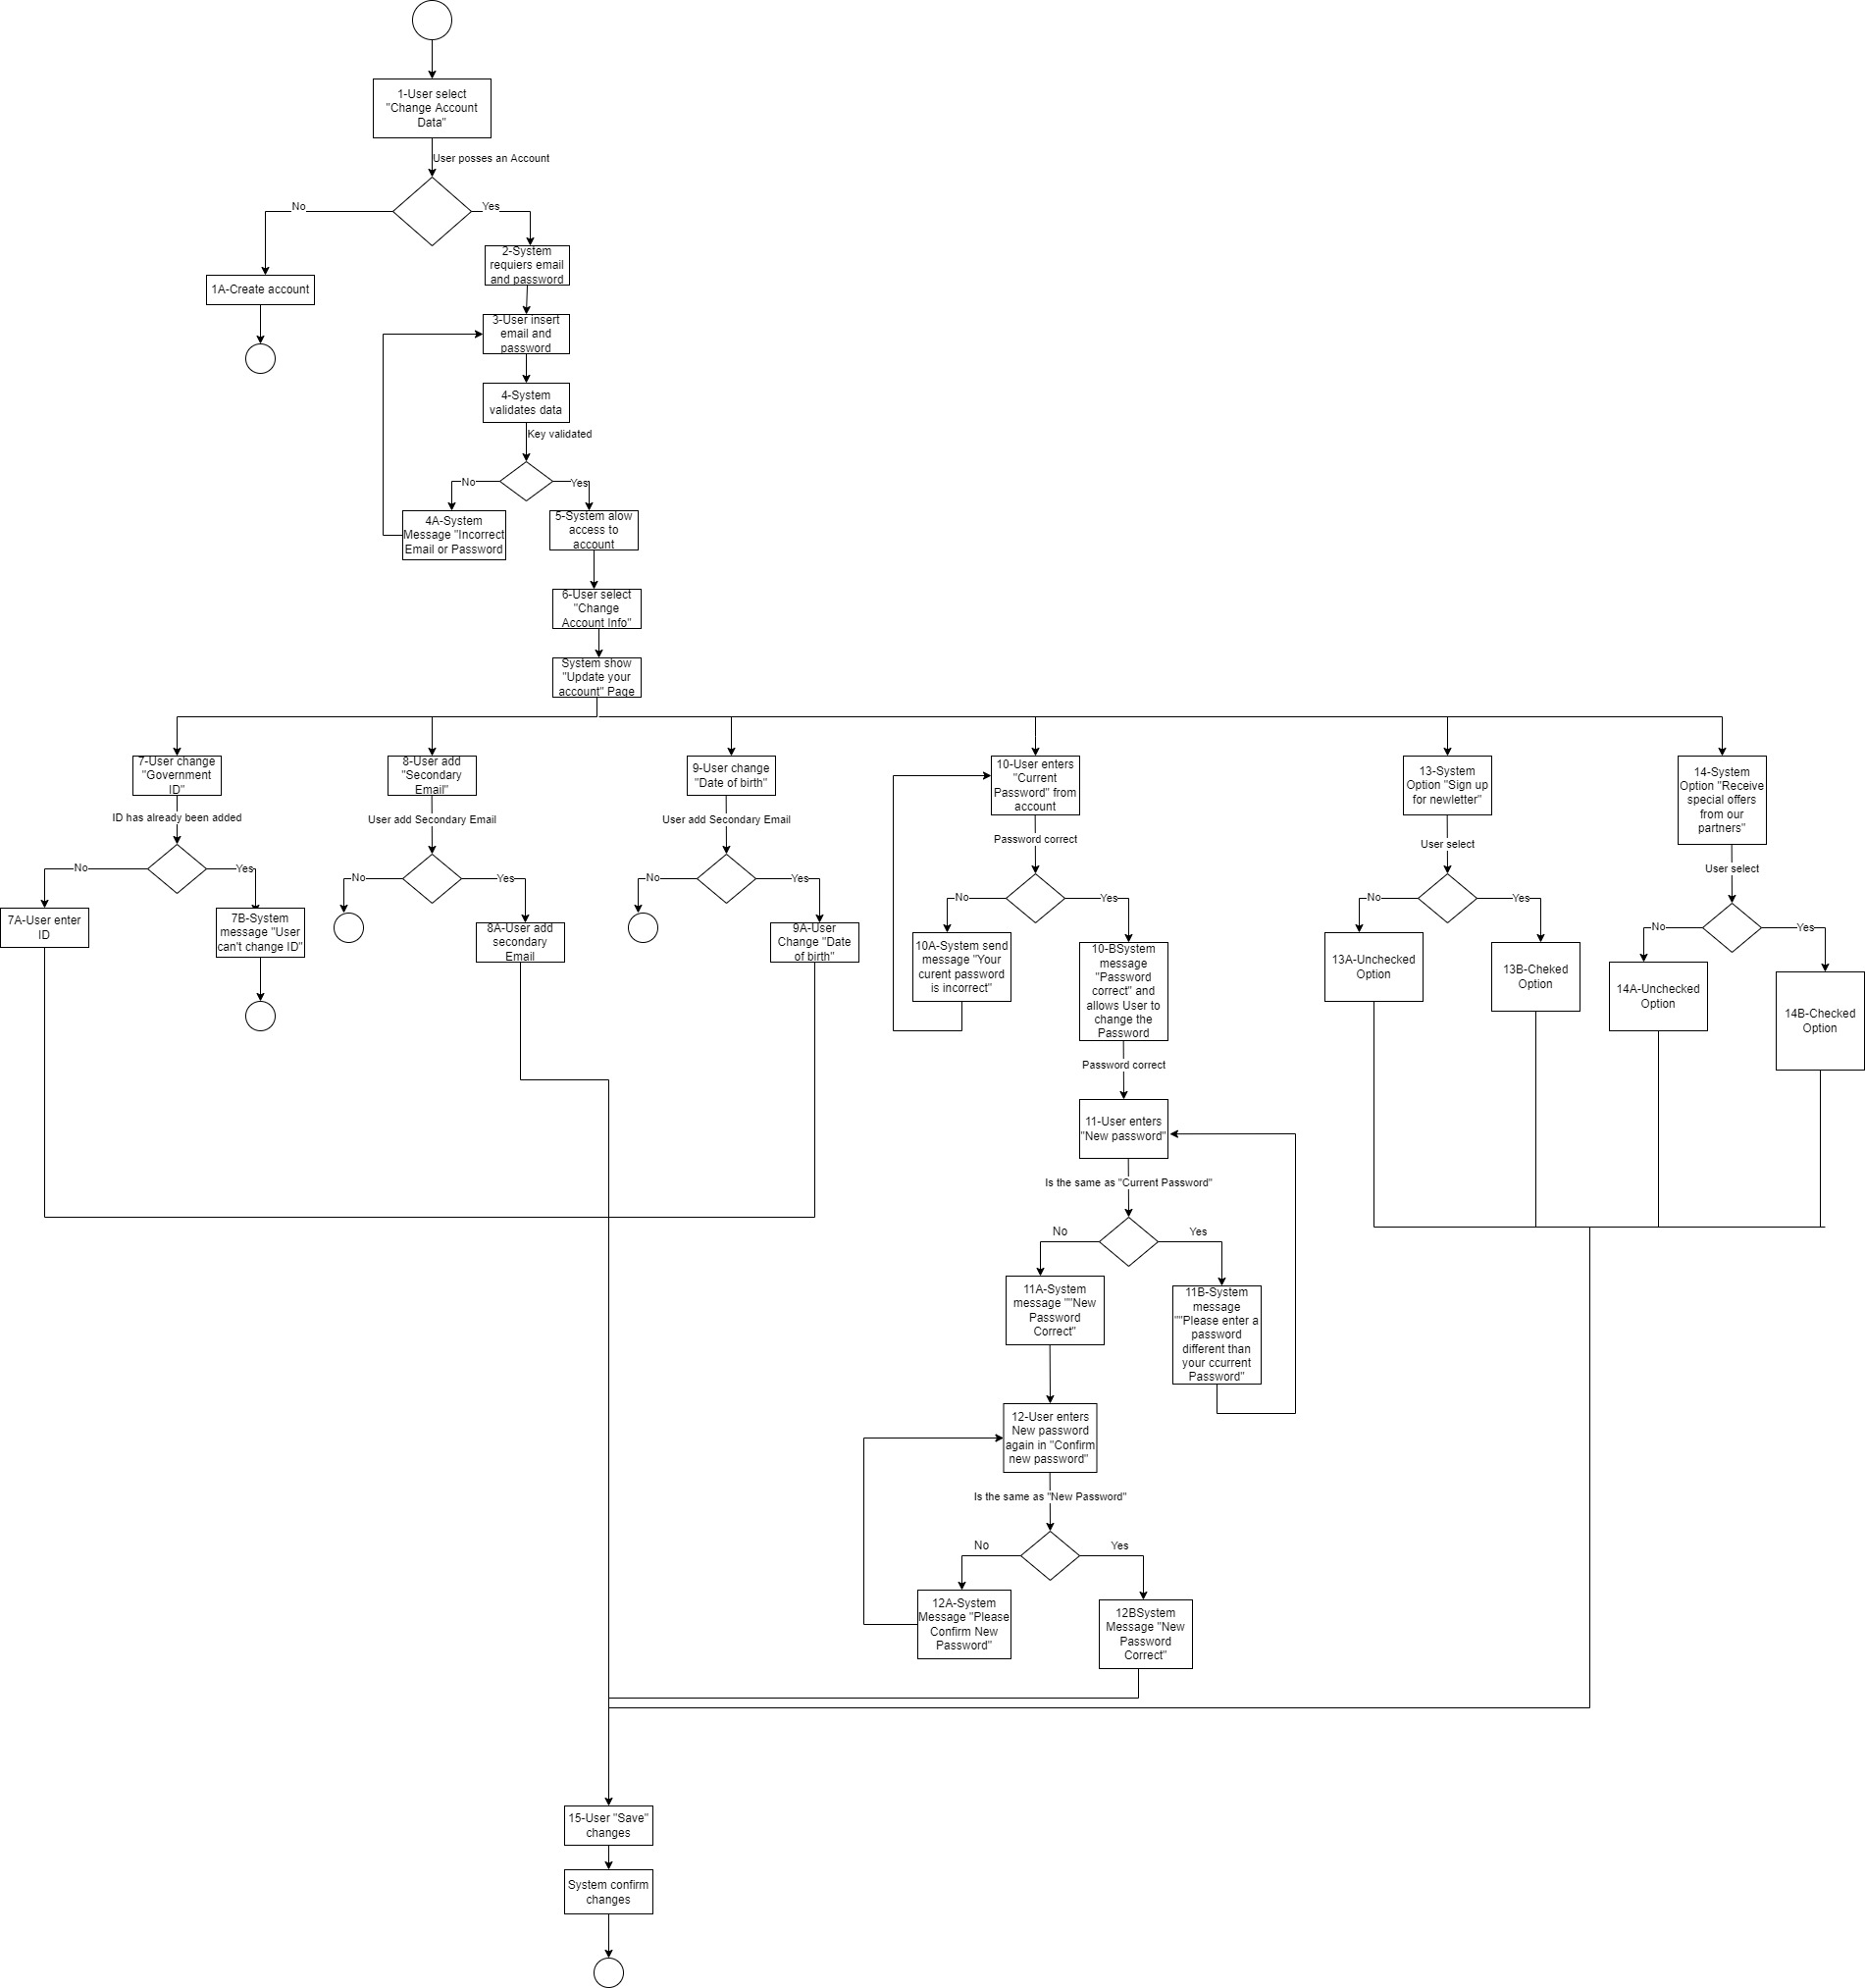 1-User select
"Change Account
Data"
User posses an Account
No
Yes
2-System
requiers email
and password
1A-Create account
3-User insert
email and
password
4-System
validates data
Key validated
No
Yes
4A-System
Message "Incorrect
Email or Password
5-System alow
access to
account
6-User select
"Change
Account Info"
System show
"Update your
account" Page
7-User change
"Government
ID"
8-User add
"Secondary
Email"
9-User change
"Date of birth"
10-User enters
"Current
Password" from
account
13-System
Option "Sign up
for newletter"
14-System
Option "Receive
special offers
from our
partners"
ID has already been added
User add Secondary Email
User add Secondary Email
Password correct
User select
User select
No
Yes
No
Yes
No
Yes
No
Yes
No
Yes
No
Yes
7A-User enter
ID
7B-System
message "User
can't change ID"
8A-User add
secondary
Email
9A-User
Change "Date
of birth"
10A-System send
message "Your
curent password
is incorrect"
10-BSystem
message
"Password
correct" and
allows User to
change the
Password
13A-Unchecked
Option
13B-Cheked
Option
14A-Unchecked
Option
14B-Checked
Option
Password correct
11-User enters
"New password"
Is the same as "Current Password"
No
Yes
11A-System
message ""New
Password
Correct"
11B-System
message
""Please enter a
password
different than
your ccurrent
Password"
12-User enters
New password
again in "Confirm
new password"
Is the same as "New Password"
No
Yes
12A-System
Message "Please
Confirm New
Password"
12BSystem
Message "New
Password
Correct"
15-User "Save"
changes
System confirm
changes